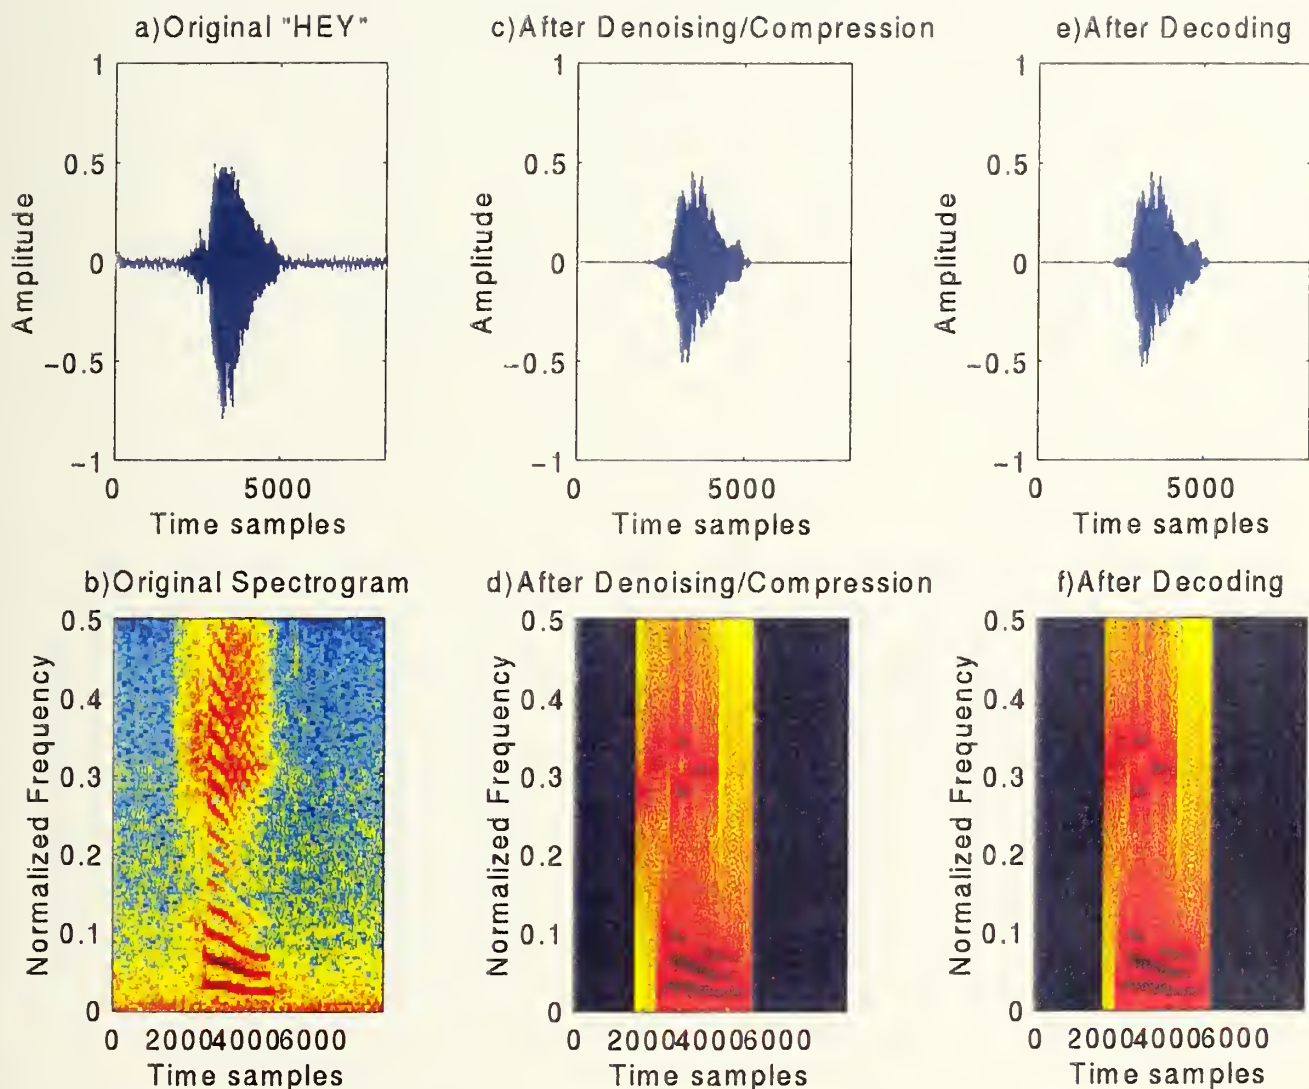 a)Original "HEY"
1
0.5
0
−0.5
−1
Amplitude
0
5000
Time samples
c)After Denoising/Compression
1
0.5
0
−0.5
−1
Amplitude
0
5000
Time samples
e)After Decoding
1
0.5
0
−0.5
−1
Amplitude
0
5000
Time samples
b)Original Spectrogram
0.5
0.4
0.3
0.2
0.1
0
Normalized Frequency
0 200040006000
Time samples
d)After Denoising/Compression
0.5
0.4
0.3
0.2
0.1
0
Normalized Frequency
0 200040006000
Time samples
f)After Decoding
0.5
0.4
0.3
0.2
0.1
0
Normalized Frequency
0 200040006000
Time samples